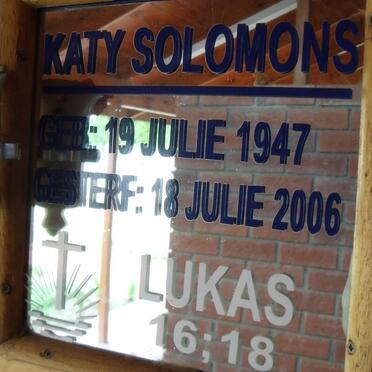 KATY SOLOMONS
GEB.: 19 JULIE 1947
GESTERF.: 18 JULIE 2006
LUKAS
16;18